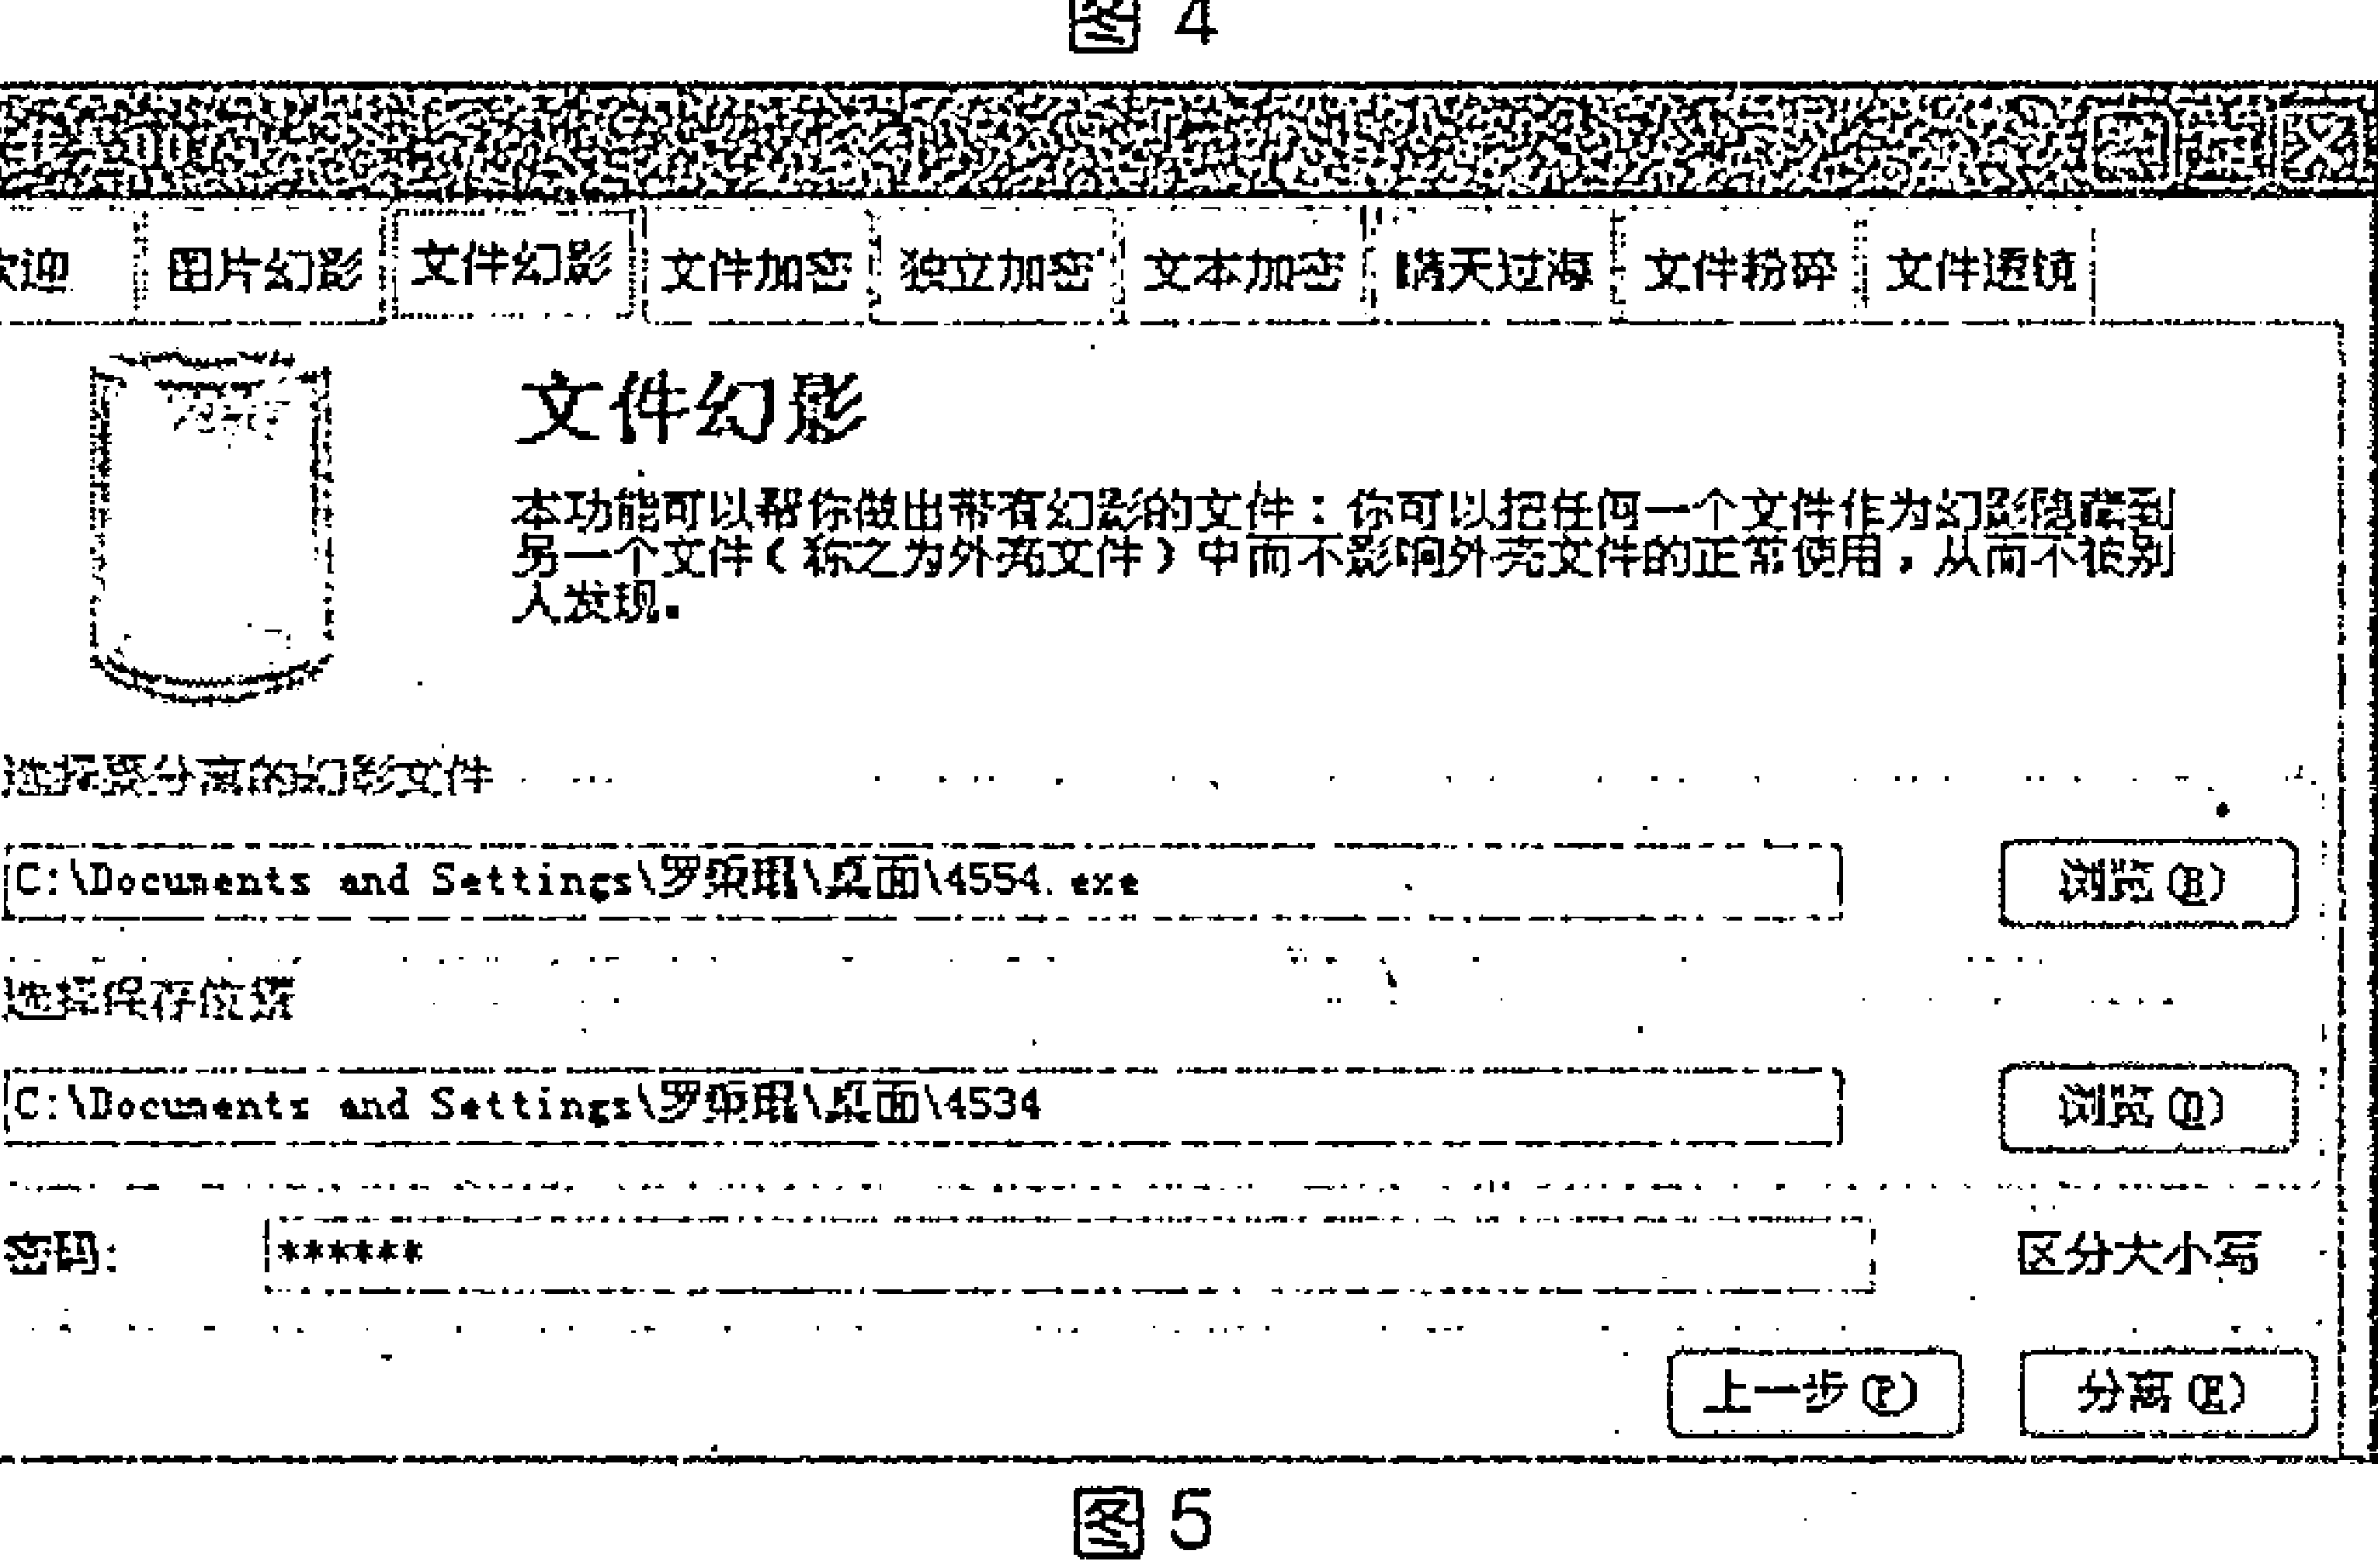 图 4
欢迎 图片幻影 文件幻影 文件加密 独立加密 文本加密 瞒天过海 文件粉碎 文件透镜
文件幻影
本功能可以帮你做出带有幻影的文件：你可以把任何一个文件作为幻影隐藏到
另一个文件（称之为外壳文件）中而不影响外壳文件的正常使用，从而不被别
人发现。
选择要分离的幻影文件
C:\Documents and Settings\罗秉琨\桌面\4554.exe 浏览(B)
选择保存位置
C:\Documents and Settings\罗秉琨\桌面\4534 浏览(O)
密码: ****** 区分大小写
上一步(P) 分离(E)
图 5